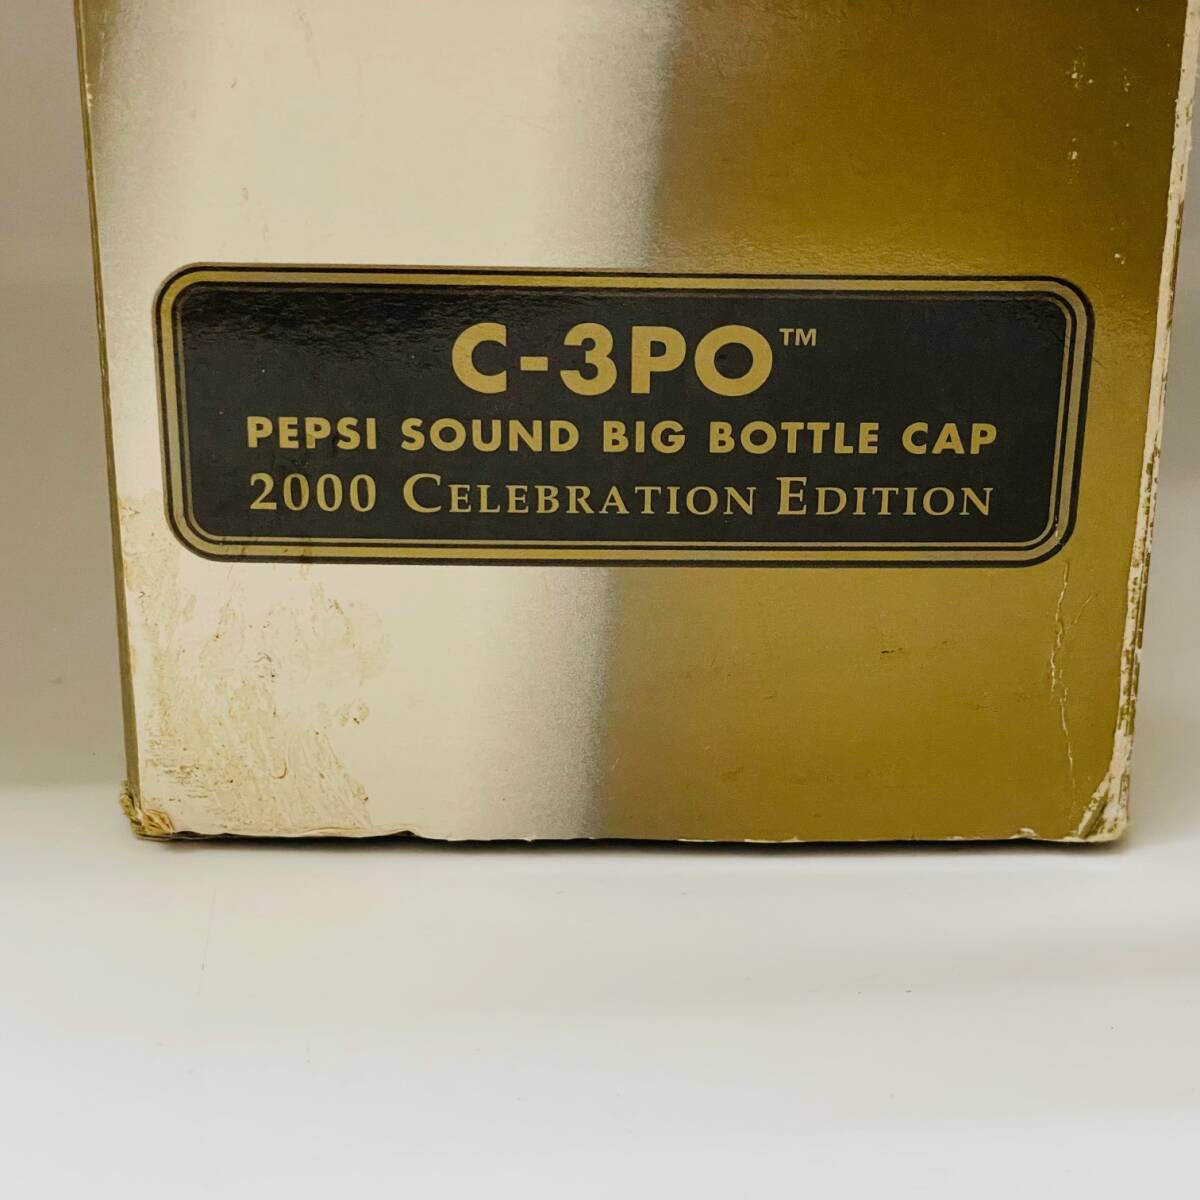 C-3PO™
PEPSI SOUND BIG BOTTLE CAP
2000 CELEBRATION EDITION